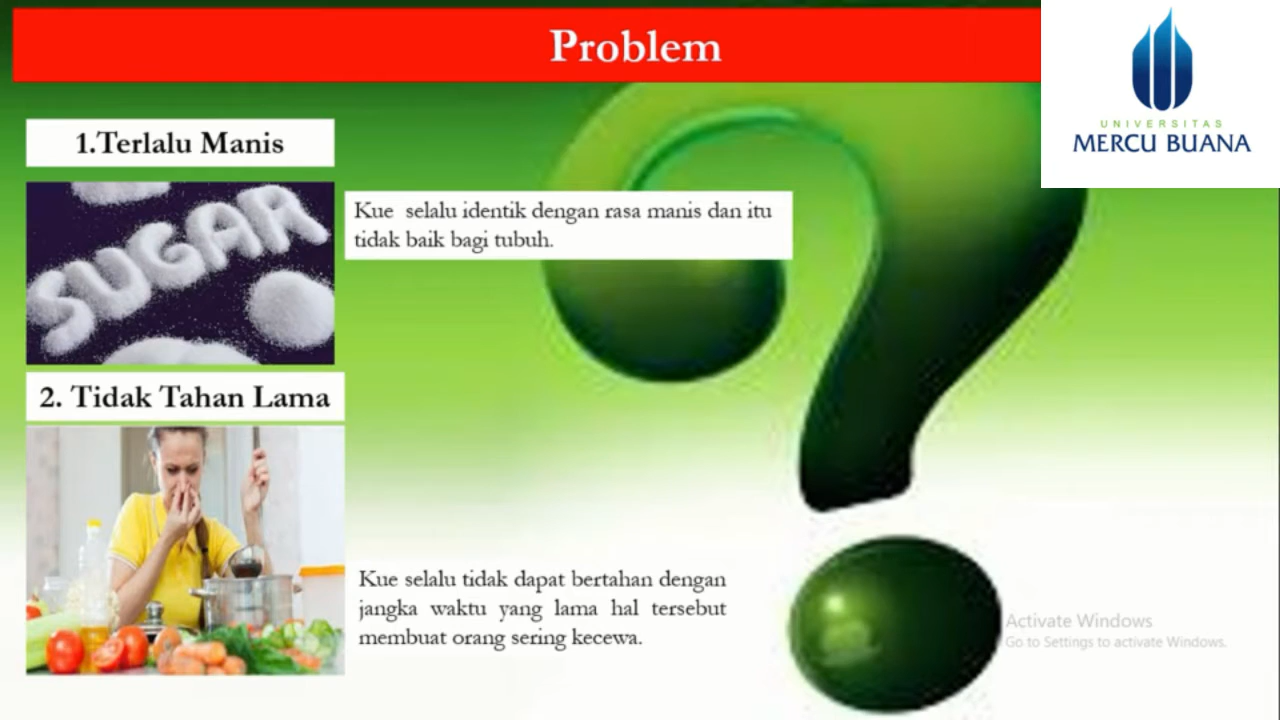 Problem
UNIVERSITAS
MERCU BUANA
1.Terlalu Manis
SUGAR
Kue selalu identik dengan rasa manis dan itu
tidak baik bagi tubuh.
2. Tidak Tahan Lama
Kue selalu tidak dapat bertahan dengan
jangka waktu yang lama hal tersebut
membuat orang sering kecewa.
Activate Windows
Go to Settings to activate Windows.